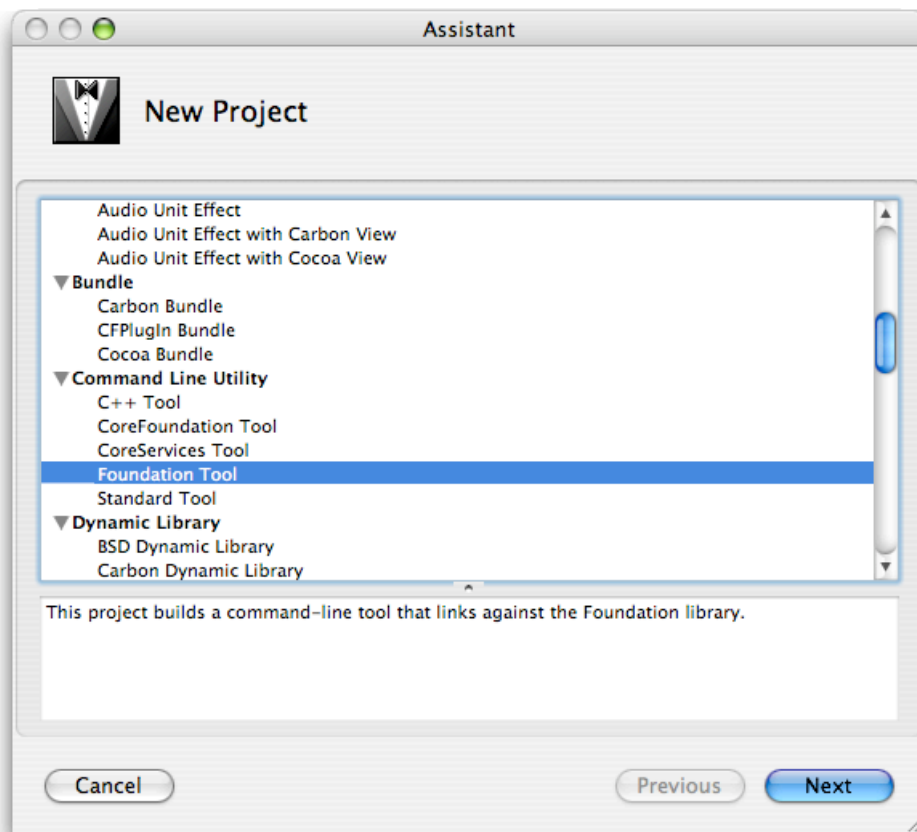 Assistant
New Project
Audio Unit Effect
Audio Unit Effect with Carbon View
Audio Unit Effect with Cocoa View
Bundle
Carbon Bundle
CFPlugIn Bundle
Cocoa Bundle
Command Line Utility
C++ Tool
CoreFoundation Tool
CoreServices Tool
Foundation Tool
Standard Tool
Dynamic Library
BSD Dynamic Library
Carbon Dynamic Library
This project builds a command-line tool that links against the Foundation library.
Cancel
Previous
Next